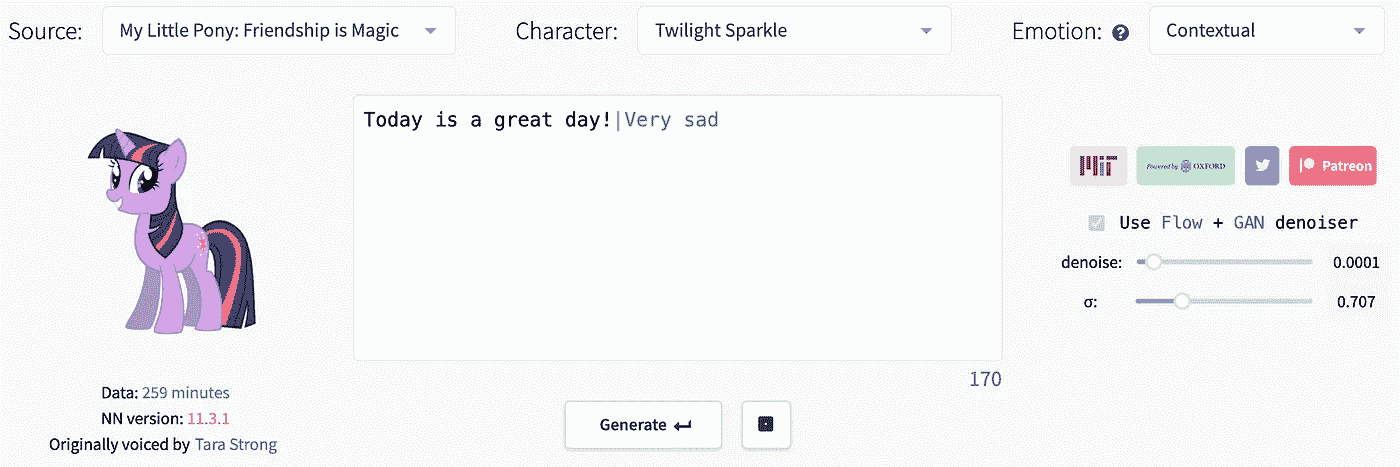 Source: My Little Pony: Friendship is Magic Character: Twilight Sparkle Emotion: ? Contextual
Today is a great day!|Very sad
MIT Powered by OXFORD Patreon
Use Flow + GAN denoiser
denoise: 0.0001
σ: 0.707
170
Data: 259 minutes
NN version: 11.3.1
Originally voiced by Tara Strong
Generate